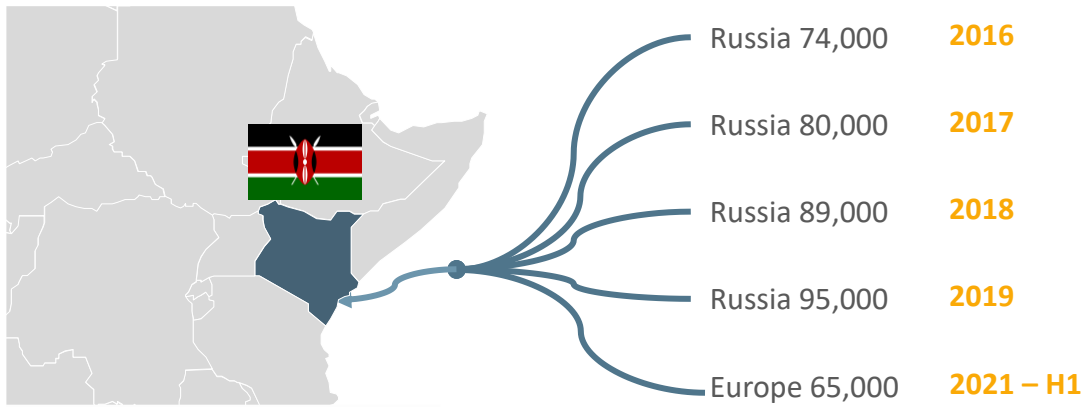 Russia 74,000 2016
Russia 80,000 2017
Russia 89,000 2018
Russia 95,000 2019
Europe 65,000 2021 – H1